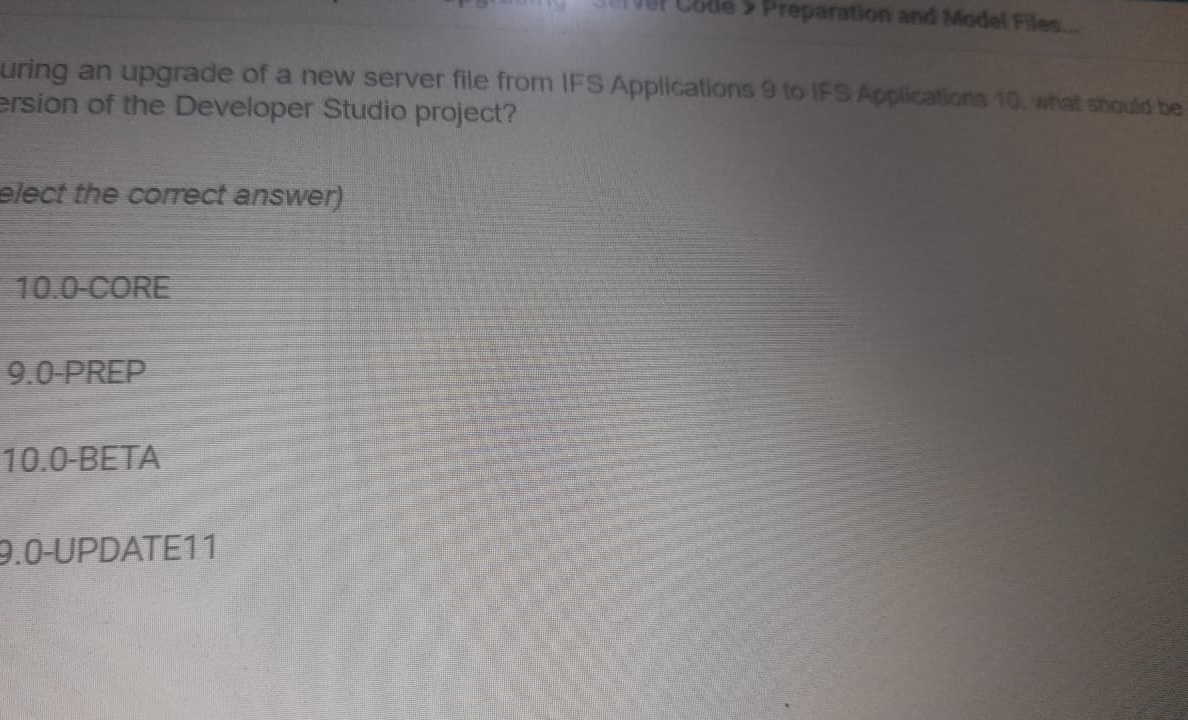 Server Code > Preparation and Model Files...
uring an upgrade of a new server file from IFS Applications 9 to IFS Applications 10, what should be
ersion of the Developer Studio project?
elect the correct answer)
10.0-CORE
9.0-PREP
10.0-BETA
9.0-UPDATE11